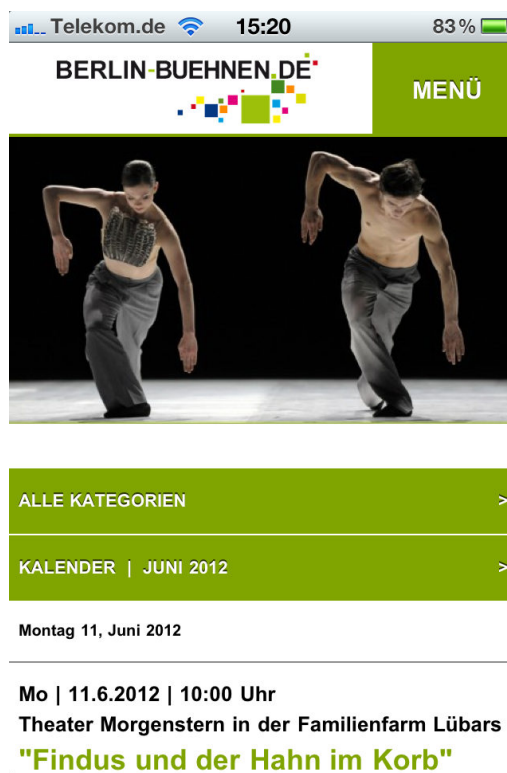 Telekom.de 15:20 83%
BERLIN-BUEHNEN.DE
MENÜ
ALLE KATEGORIEN >
KALENDER | JUNI 2012 >
Montag 11, Juni 2012
Mo | 11.6.2012 | 10:00 Uhr
Theater Morgenstern in der Familienfarm Lübars
"Findus und der Hahn im Korb"